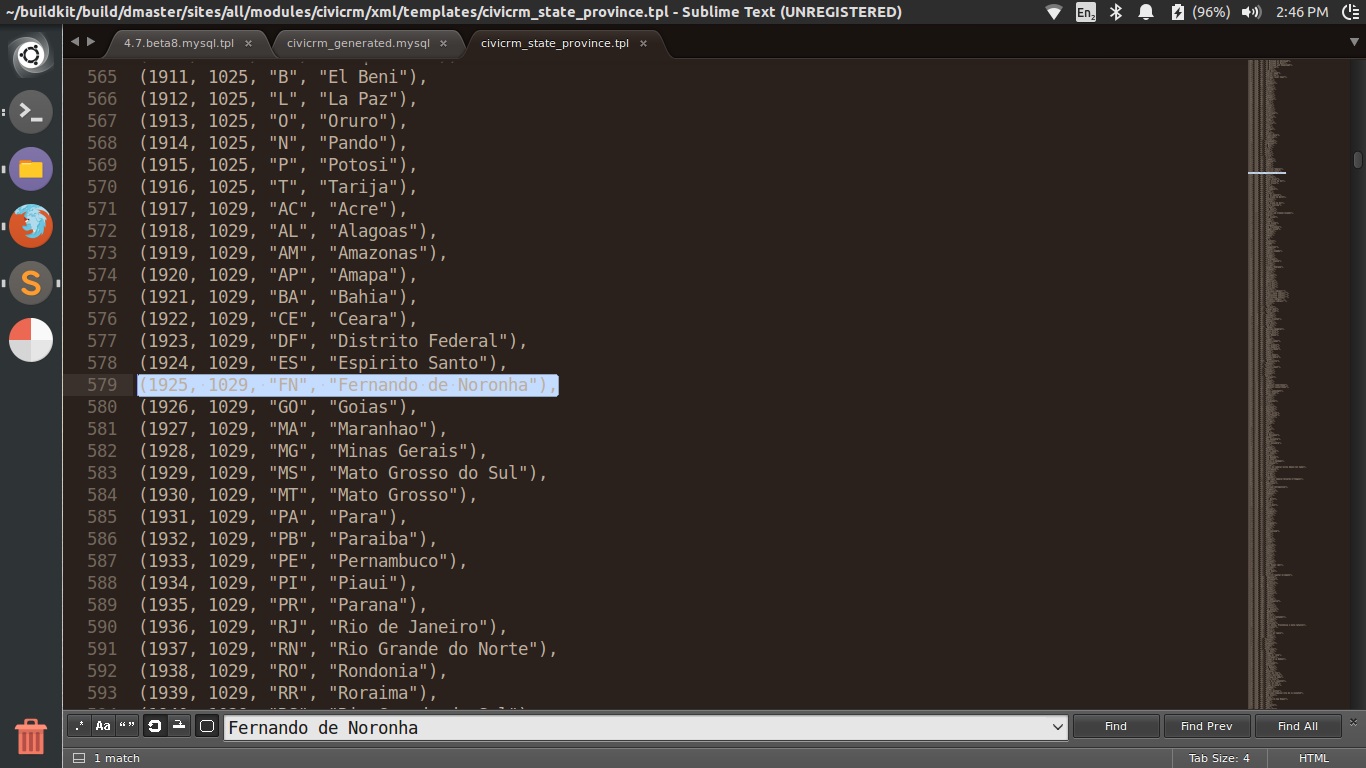 ~/buildkit/build/dmaster/sites/all/modules/civicrm/xml/templates/civicrm_state_province.tpl - Sublime Text (UNREGISTERED)
En2 (96%) 2:46 PM
4.7.beta8.mysql.tpl × civicrm_generated.mysql × civicrm_state_province.tpl ×
565 (1911, 1025, "B", "El Beni"),
566 (1912, 1025, "L", "La Paz"),
567 (1913, 1025, "O", "Oruro"),
568 (1914, 1025, "N", "Pando"),
569 (1915, 1025, "P", "Potosi"),
570 (1916, 1025, "T", "Tarija"),
571 (1917, 1029, "AC", "Acre"),
572 (1918, 1029, "AL", "Alagoas"),
573 (1919, 1029, "AM", "Amazonas"),
574 (1920, 1029, "AP", "Amapa"),
575 (1921, 1029, "BA", "Bahia"),
576 (1922, 1029, "CE", "Ceara"),
577 (1923, 1029, "DF", "Distrito Federal"),
578 (1924, 1029, "ES", "Espirito Santo"),
579 (1925, 1029, "FN", "Fernando de Noronha"),
580 (1926, 1029, "GO", "Goias"),
581 (1927, 1029, "MA", "Maranhao"),
582 (1928, 1029, "MG", "Minas Gerais"),
583 (1929, 1029, "MS", "Mato Grosso do Sul"),
584 (1930, 1029, "MT", "Mato Grosso"),
585 (1931, 1029, "PA", "Para"),
586 (1932, 1029, "PB", "Paraiba"),
587 (1933, 1029, "PE", "Pernambuco"),
588 (1934, 1029, "PI", "Piaui"),
589 (1935, 1029, "PR", "Parana"),
590 (1936, 1029, "RJ", "Rio de Janeiro"),
591 (1937, 1029, "RN", "Rio Grande do Norte"),
592 (1938, 1029, "RO", "Rondonia"),
593 (1939, 1029, "RR", "Roraima"),
.* Aa “” Fernando de Noronha Find Find Prev Find All ×
1 match Tab Size: 4 HTML